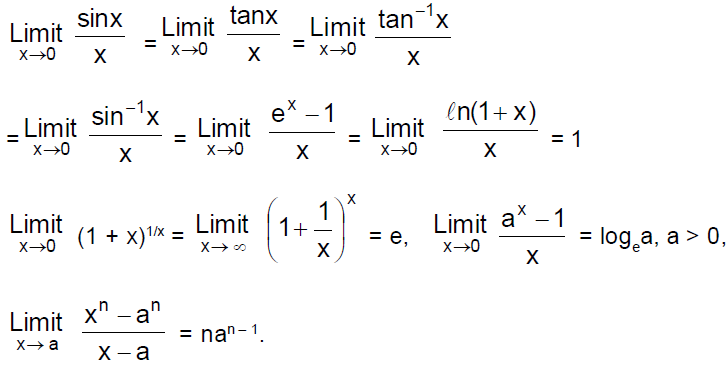 Limit x→0 sinx/x = Limit x→0 tanx/x = Limit x→0 tan⁻¹x/x
= Limit x→0 sin⁻¹x/x = Limit x→0 (eˣ − 1)/x = Limit x→0 ℓn(1+ x)/x = 1
Limit x→0 (1 + x)^(1/x) = Limit x→ ∞ (1+ 1/x)^x = e, Limit x→0 (aˣ − 1)/x = logₑa, a > 0,
Limit x→ a (xⁿ − aⁿ)/(x − a) = naⁿ⁻¹.